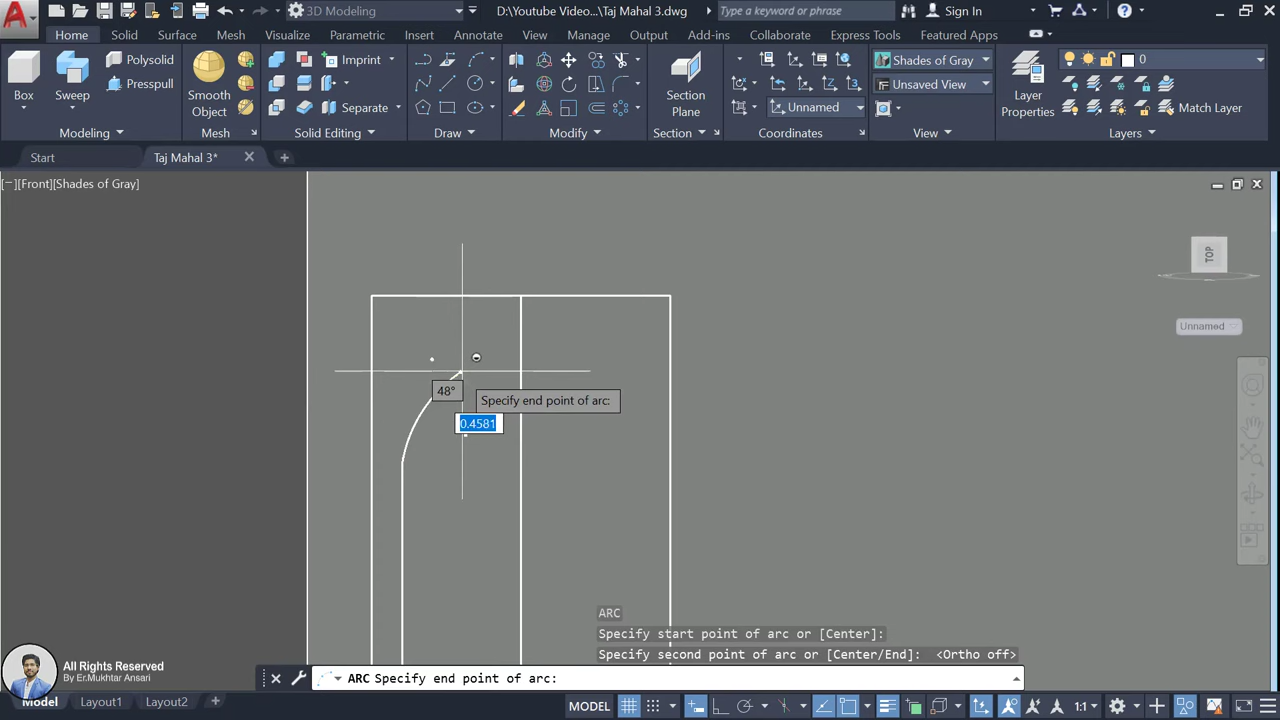 3D Modeling
D:\Youtube Video...\Taj Mahal 3.dwg
Type a keyword or phrase
Sign In
Home Solid Surface Mesh Visualize Parametric Insert Annotate View Manage Output Add-ins Collaborate Express Tools Featured Apps
Box
Sweep
Polysolid
Presspull
Smooth
Object
Imprint
Separate
Section
Plane
Unnamed
Shades of Gray
Unsaved View
Layer
Properties
0
Match Layer
Modeling
Mesh
Solid Editing
Draw
Modify
Section
Coordinates
View
Layers
Start
Taj Mahal 3*
[−][Front][Shades of Gray]
TOP
Unnamed
48°
Specify end point of arc:
0.4581
ARC
Specify start point of arc or [Center]:
Specify second point of arc or [Center/End]:  <Ortho off>
ARC Specify end point of arc:
All Rights Reserved
By Er.Mukhtar Ansari
Model Layout1 Layout2
MODEL
1:1